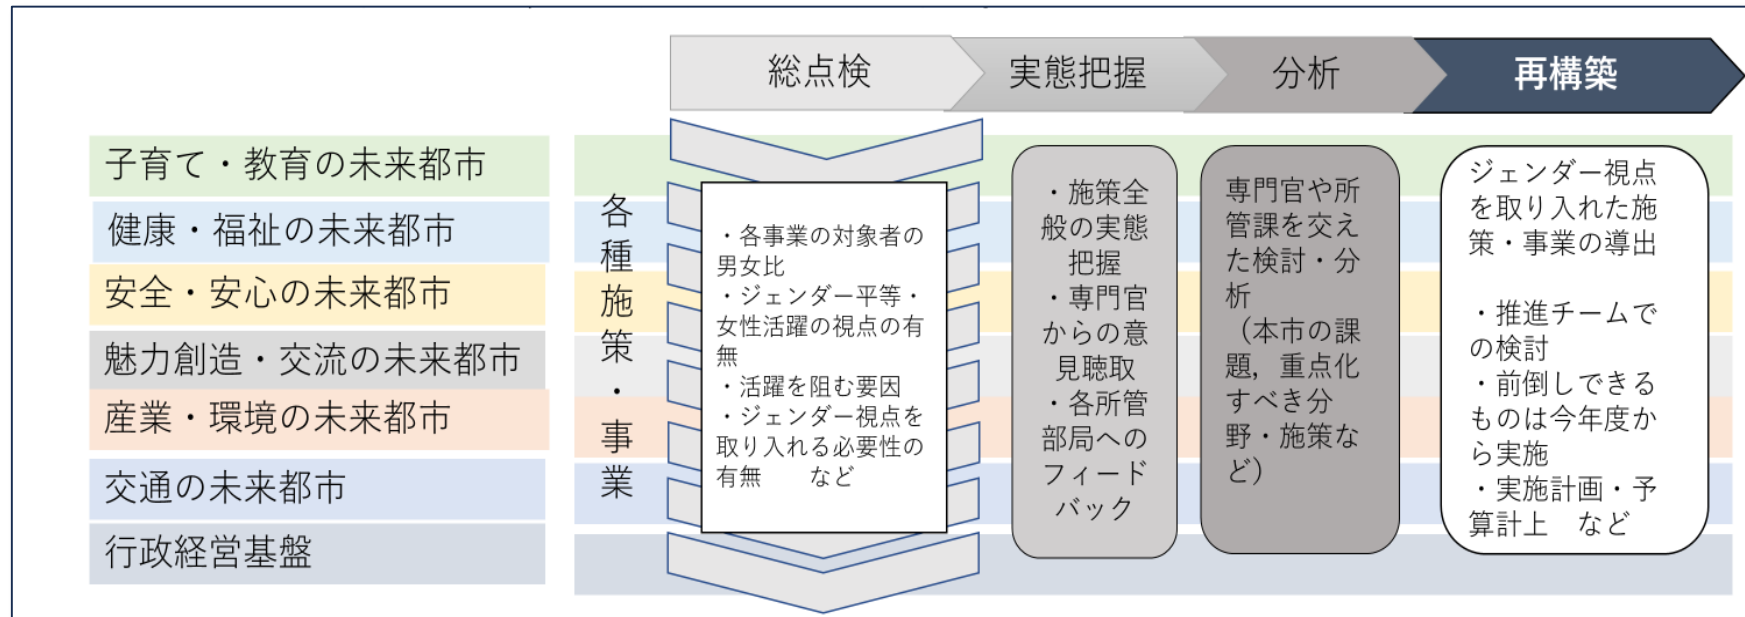 総点検
実態把握
分析
再構築
子育て・教育の未来都市
健康・福祉の未来都市
安全・安心の未来都市
魅力創造・交流の未来都市
産業・環境の未来都市
交通の未来都市
行政経営基盤
各種施策・事業
・各事業の対象者の
男女比
・ジェンダー平等・
女性活躍の視点の有
無
・活躍を阻む要因
・ジェンダー視点を
取り入れる必要性の
有無　　など
・施策全
般の実態
把握
・専門官
からの意
見聴取
・各所管
部局への
フィード
バック
専門官や所
管課を交え
た検討・分
析
（本市の課
題，重点化
すべき分
野・施策な
ど）
ジェンダー視点
を取り入れた施
策・事業の導出
・推進チームで
の検討
・前倒しできる
ものは今年度か
ら実施
・実施計画・予
算計上　など